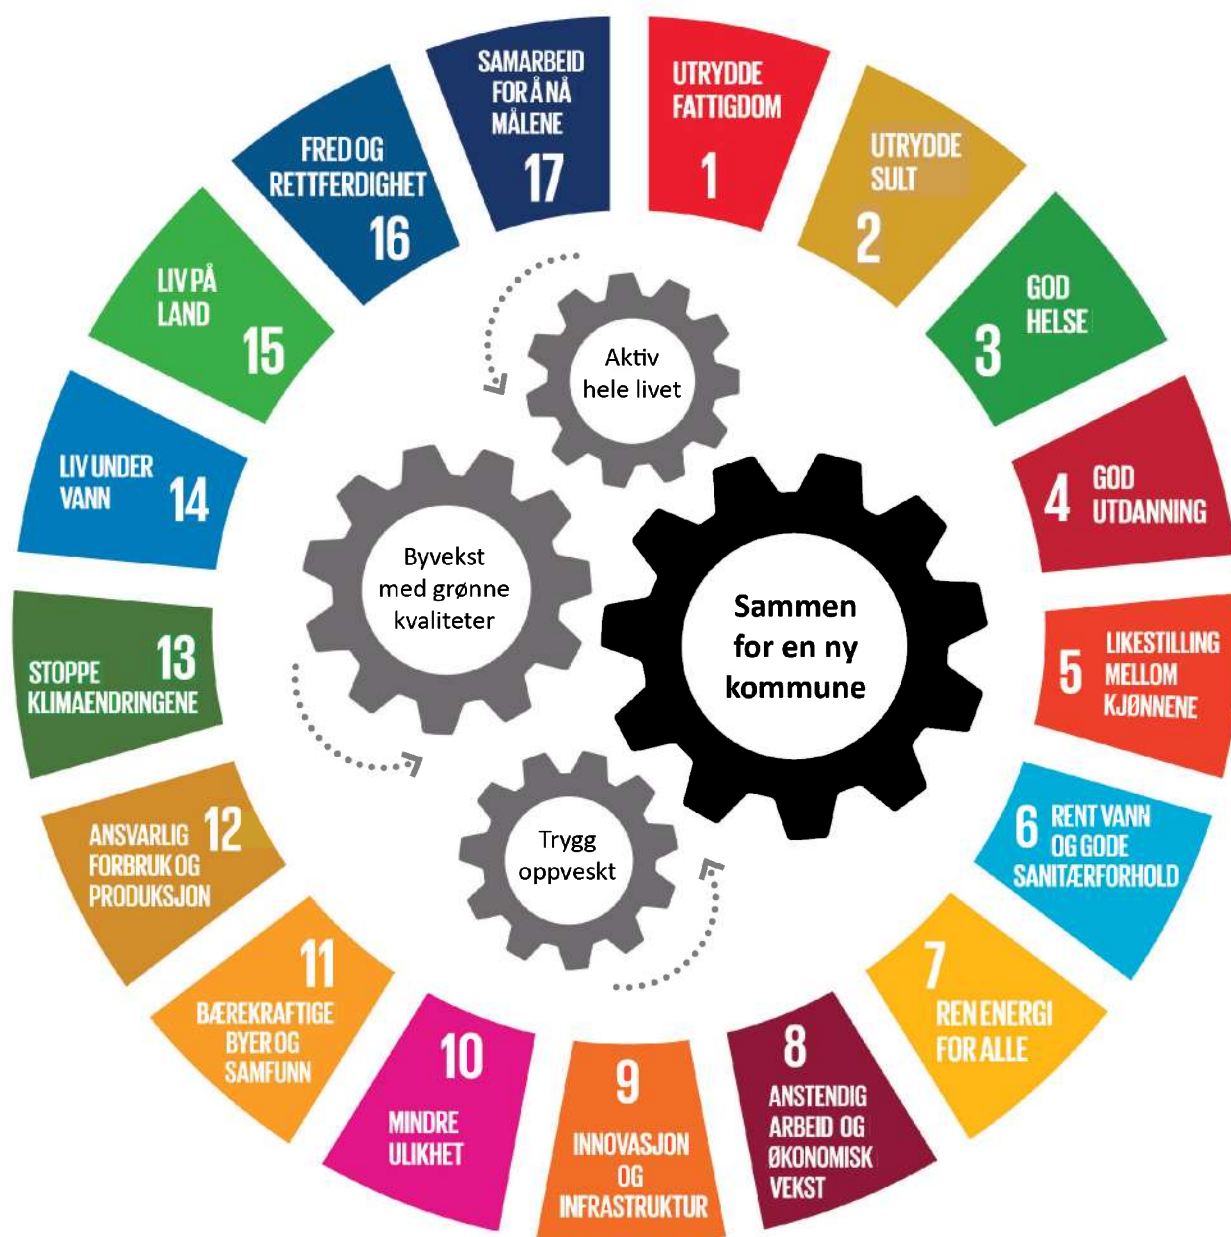 UTRYDDE
FATTIGDOM
1
UTRYDDE
SULT
2
GOD
HELSE
3
4
GOD
UTDANNING
5
LIKESTILLING
MELLOM
KJØNNENE
6
RENT VANN
OG GODE
SANITÆRFORHOLD
7
REN ENERGI
FOR ALLE
8
ANSTENDIG
ARBEID OG
ØKONOMISK
VEKST
9
INNOVASJON
OG
INFRASTRUKTUR
10
MINDRE
ULIKHET
11
BÆREKRAFTIGE
BYER OG
SAMFUNN
12
ANSVARLIG
FORBRUK OG
PRODUKSJON
13
STOPPE
KLIMAENDRINGENE
LIV UNDER
VANN
14
LIV PÅ
LAND
15
FRED OG
RETTFERDIGHET
16
SAMARBEID
FOR Å NÅ
MÅLENE
17
Aktiv
hele livet
Byvekst
med grønne
kvaliteter
Sammen
for en ny
kommune
Trygg
oppveskt